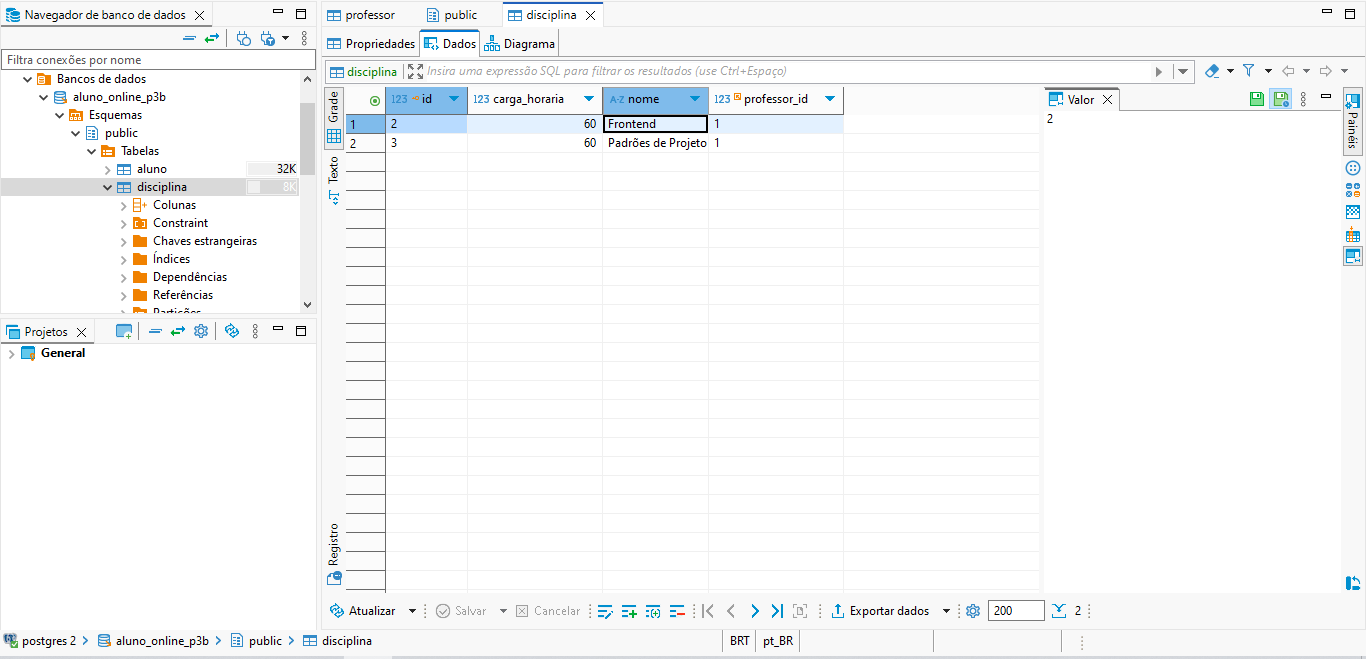 Navegador de banco de dados
Filtra conexões por nome
Bancos de dados
aluno_online_p3b
Esquemas
public
Tabelas
aluno 32K
disciplina 8K
Colunas
Constraint
Chaves estrangeiras
Índices
Dependências
Referências
Partições
Projetos
General
professor public disciplina
Propriedades Dados Diagrama
disciplina Insira uma expressão SQL para filtrar os resultados (use Ctrl+Espaço)
Grade
Texto
Registro
123 id 123 carga_horaria A-Z nome 123 professor_id
1 2 60 Frontend 1
2 3 60 Padrões de Projeto 1
Valor
2
Painéis
Atualizar Salvar Cancelar Exportar dados 200 2
postgres 2 aluno_online_p3b public disciplina
BRT pt_BR